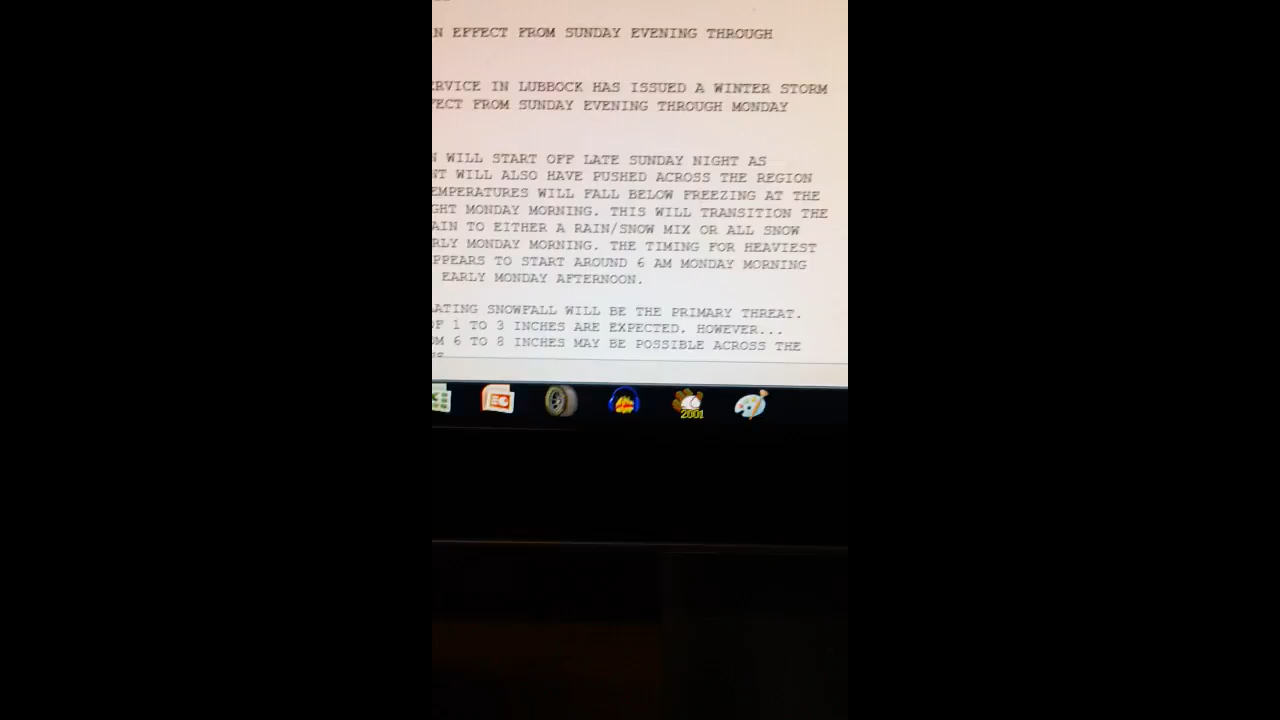 N EFFECT FROM SUNDAY EVENING THROUGH
RVICE IN LUBBOCK HAS ISSUED A WINTER STORM
FECT FROM SUNDAY EVENING THROUGH MONDAY
N WILL START OFF LATE SUNDAY NIGHT AS
NT WILL ALSO HAVE PUSHED ACROSS THE REGION
EMPERATURES WILL FALL BELOW FREEZING AT THE
GHT MONDAY MORNING. THIS WILL TRANSITION THE
AIN TO EITHER A RAIN/SNOW MIX OR ALL SNOW
RLY MONDAY MORNING. THE TIMING FOR HEAVIEST
PPEARS TO START AROUND 6 AM MONDAY MORNING
EARLY MONDAY AFTERNOON.
LATING SNOWFALL WILL BE THE PRIMARY THREAT.
OF 1 TO 3 INCHES ARE EXPECTED. HOWEVER...
OM 6 TO 8 INCHES MAY BE POSSIBLE ACROSS THE
2001